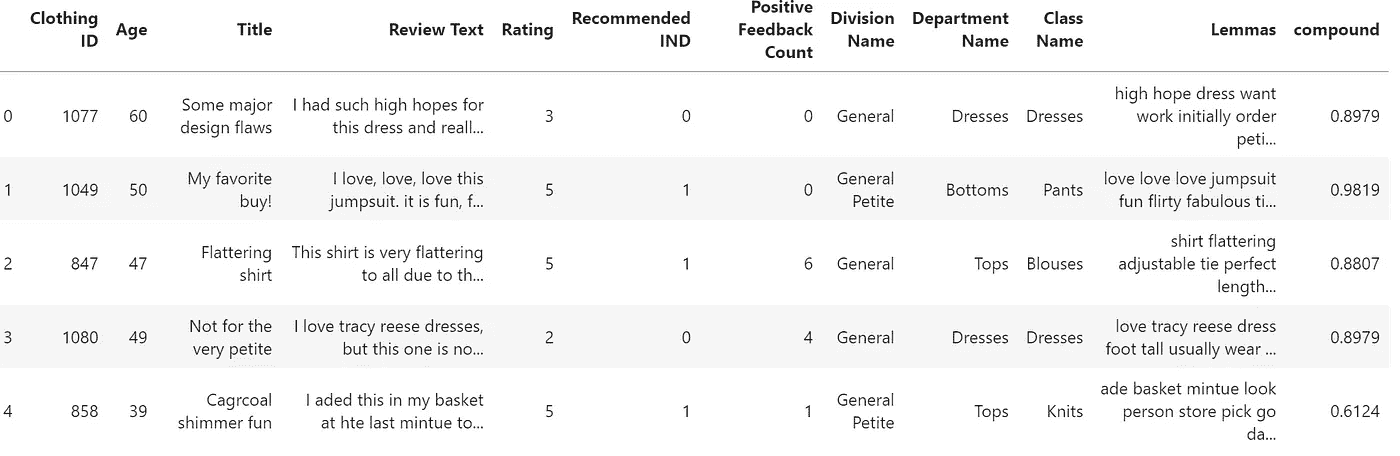 Clothing ID Age Title Review Text Rating Recommended IND Positive Feedback Count Division Name Department Name Class Name Lemmas compound
0 1077 60 Some major design flaws I had such high hopes for this dress and reall... 3 0 0 General Dresses Dresses high hope dress want work initially order peti... 0.8979
1 1049 50 My favorite buy! I love, love, love this jumpsuit. it is fun, f... 5 1 0 General Petite Bottoms Pants love love love jumpsuit fun flirty fabulous ti... 0.9819
2 847 47 Flattering shirt This shirt is very flattering to all due to th... 5 1 6 General Tops Blouses shirt flattering adjustable tie perfect length... 0.8807
3 1080 49 Not for the very petite I love tracy reese dresses, but this one is no... 2 0 4 General Dresses Dresses love tracy reese dress foot tall usually wear ... 0.8979
4 858 39 Cagrcoal shimmer fun I aded this in my basket at hte last mintue to... 5 1 1 General Petite Tops Knits ade basket mintue look person store pick go da... 0.6124